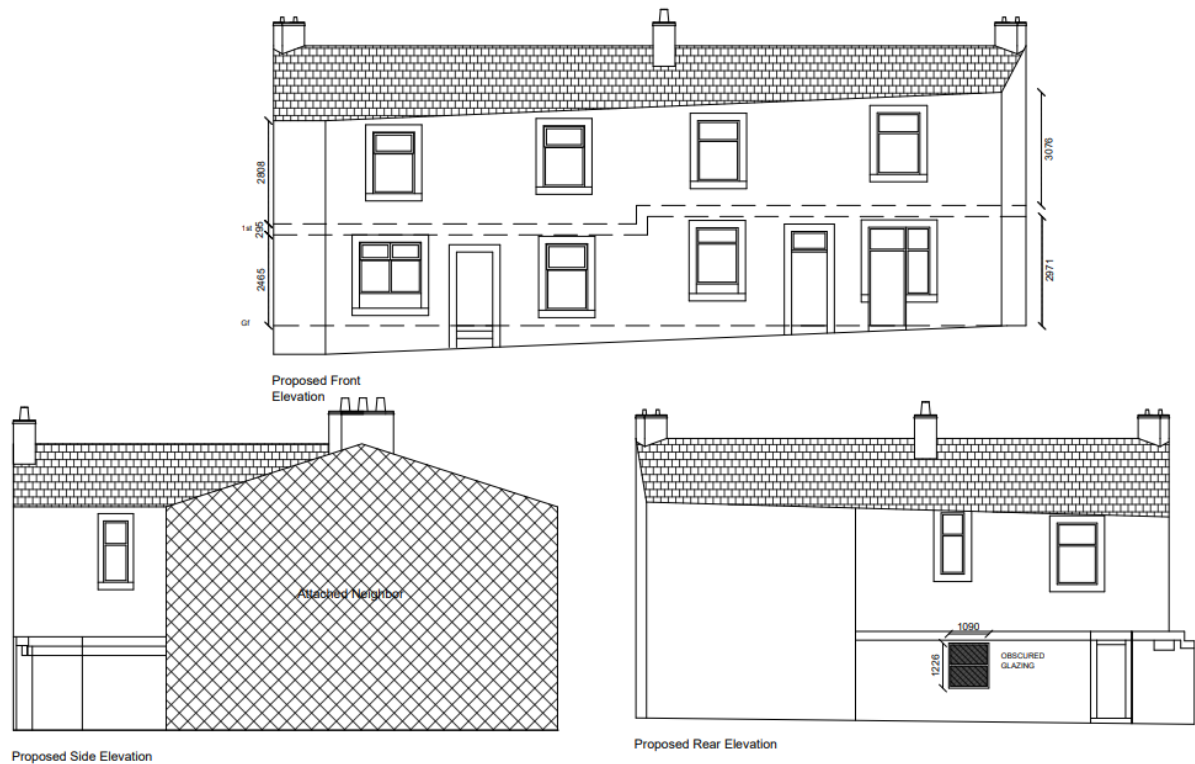 2808
1st
295
2465
Gf
3076
2971
Proposed Front
Elevation
Attached Neighbor
Proposed Side Elevation
1090
1226
OBSCURED
GLAZING
Proposed Rear Elevation